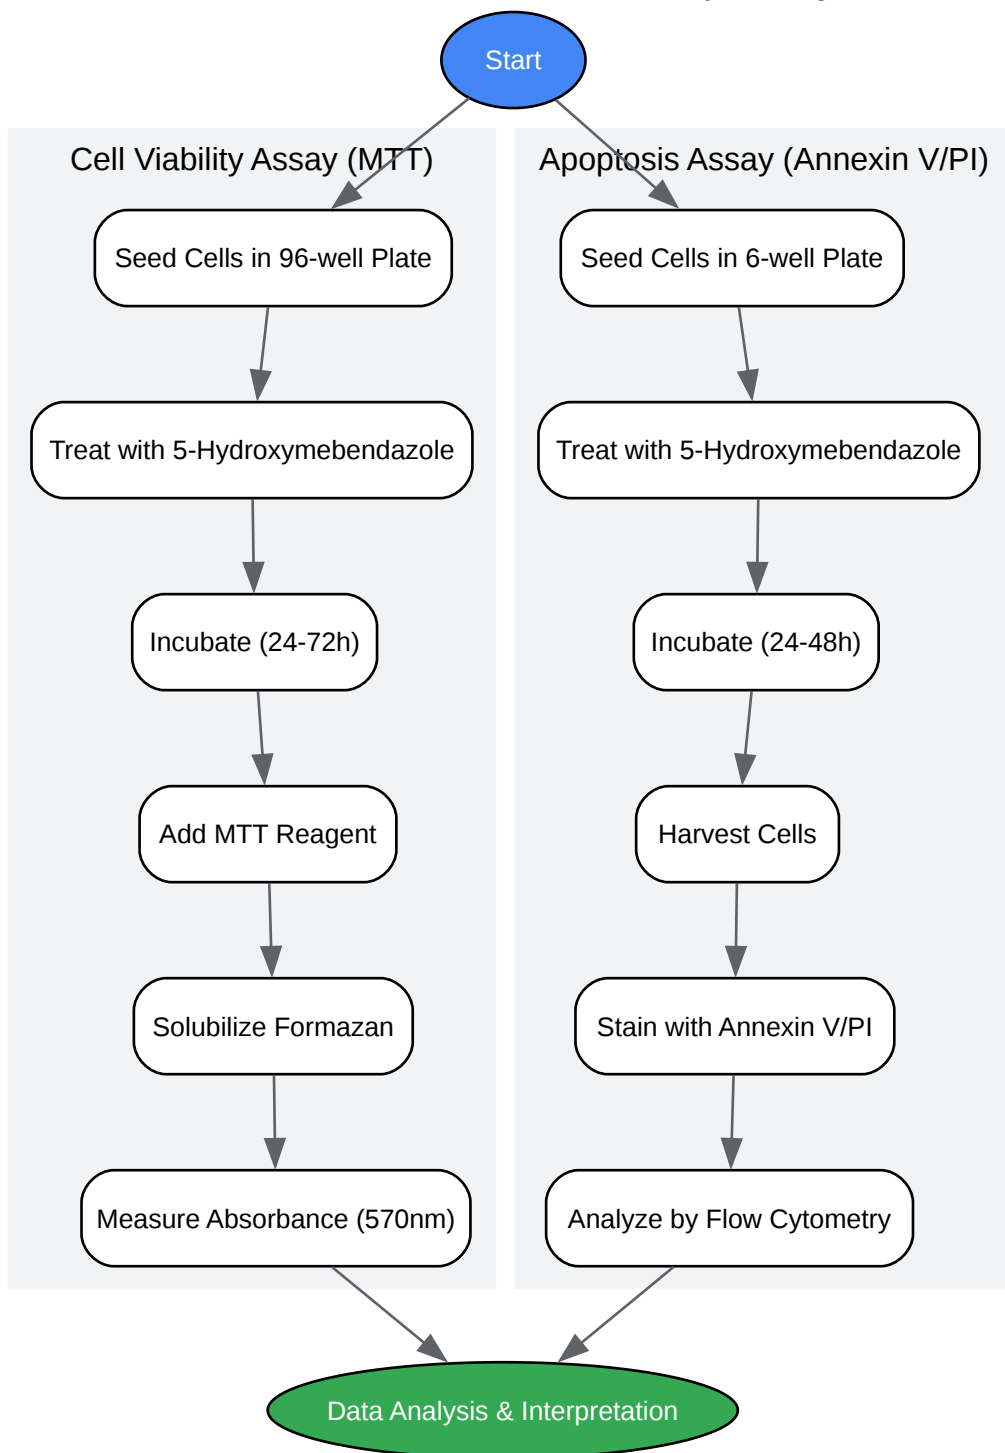 Start
Cell Viability Assay (MTT)
Seed Cells in 96-well Plate
Treat with 5-Hydroxymebendazole
Incubate (24-72h)
Add MTT Reagent
Solubilize Formazan
Measure Absorbance (570nm)
Apoptosis Assay (Annexin V/PI)
Seed Cells in 6-well Plate
Treat with 5-Hydroxymebendazole
Incubate (24-48h)
Harvest Cells
Stain with Annexin V/PI
Analyze by Flow Cytometry
Data Analysis & Interpretation